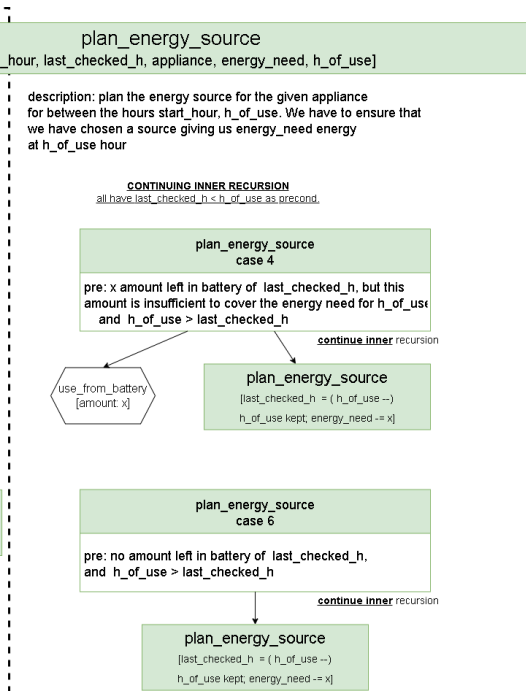 plan_energy_source
_hour, last_checked_h, appliance, energy_need, h_of_use]
description: plan the energy source for the given appliance
for between the hours start_hour, h_of_use. We have to ensure that
we have chosen a source giving us energy_need energy
at h_of_use hour
CONTINUING INNER RECURSION
all have last_checked_h < h_of_use as precond.
plan_energy_source
case 4
pre: x amount left in battery of last_checked_h, but this
amount is insufficient to cover the energy need for h_of_use
and h_of_use > last_checked_h
continue inner recursion
use_from_battery
[amount: x]
plan_energy_source
[last_checked_h = ( h_of_use --)
h_of_use kept; energy_need -= x]
plan_energy_source
case 6
pre: no amount left in battery of last_checked_h,
and h_of_use > last_checked_h
continue inner recursion
plan_energy_source
[last_checked_h = ( h_of_use --)
h_of_use kept; energy_need -= x]